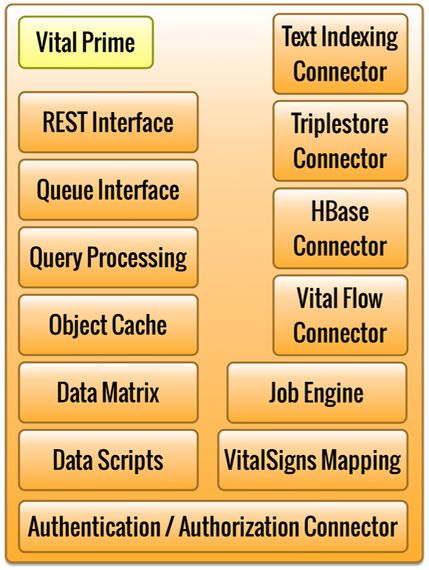 Vital Prime
REST Interface
Queue Interface
Query Processing
Object Cache
Data Matrix
Data Scripts
Text Indexing
Connector
Triplestore
Connector
HBase
Connector
Vital Flow
Connector
Job Engine
VitalSigns Mapping
Authentication / Authorization Connector